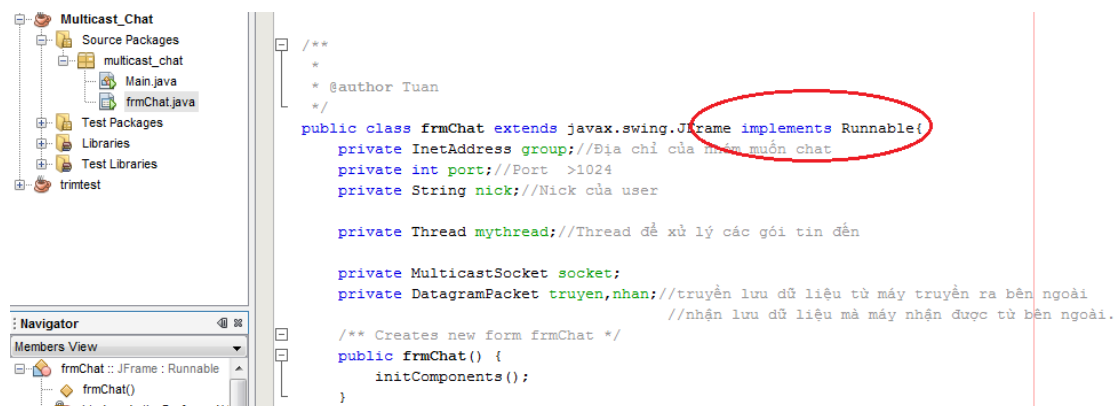 Multicast_Chat
Source Packages
multicast_chat
Main.java
frmChat.java
Test Packages
Libraries
Test Libraries
trimtest
Navigator
Members View
frmChat :: JFrame : Runnable
frmChat()
/**
*
* @author Tuan
*/
public class frmChat extends javax.swing.JFrame implements Runnable{
private InetAddress group;//Địa chỉ của nhóm muốn chat
private int port;//Port >1024
private String nick;//Nick của user
private Thread mythread;//Thread để xử lý các gói tin đến
private MulticastSocket socket;
private DatagramPacket truyen,nhan;//truyền lưu dữ liệu từ máy truyền ra bên ngoài
//nhận lưu dữ liệu mà máy nhận được từ bên ngoài.
/** Creates new form frmChat */
public frmChat() {
initComponents();
}